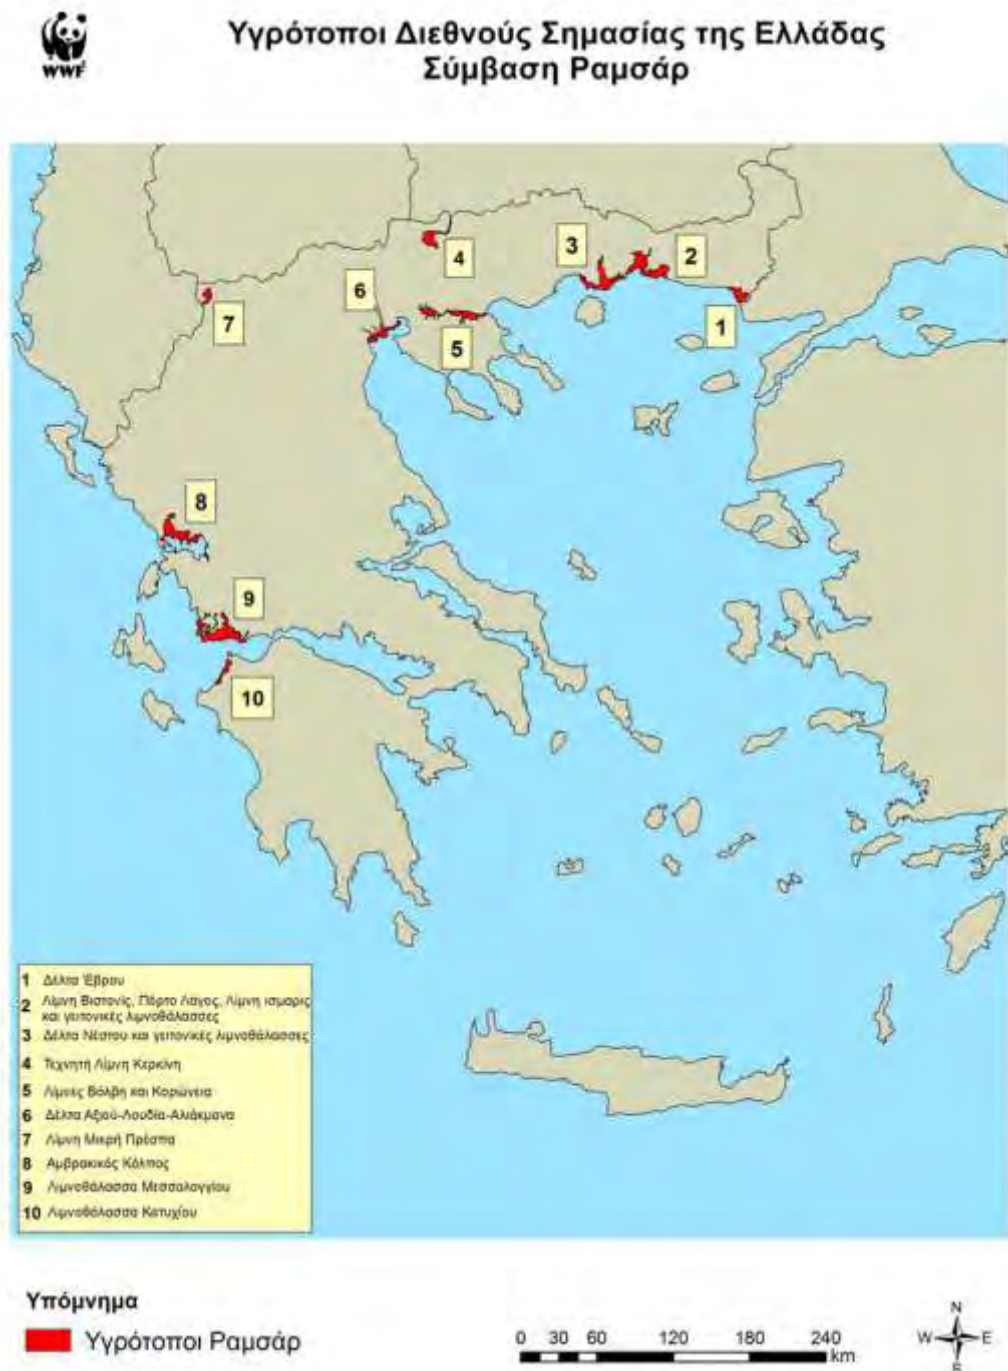 WWF
Υγρότοποι Διεθνούς Σημασίας της Ελλάδας
Σύμβαση Ραμσάρ
4
3
2
6
7
5
1
8
9
10
1 Δέλτα Έβρου
2 Λίμνη Βιστονίς, Πόρτο Λάγος, Λίμνη ισμαρις
και γειτονικές λιμνοθάλασσες
3 Δέλτα Νέστου και γειτονικές λιμνοθάλασσες
4 Τεχνητή Λίμνη Κερκίνη
5 Λίμνες Βόλβη και Κορώνεια
6 Δέλτα Αξιού-Λουδία-Αλιάκμονα
7 Λίμνη Μικρή Πρέσπα
8 Αμβρακικός Κόλπος
9 Λιμνοθάλασσα Μεσσολογγίου
10 Λιμνοθάλασσα Κοτυχίου
Υπόμνημα
Υγρότοποι Ραμσάρ
0 30 60 120 180 240
km
N
W E
S